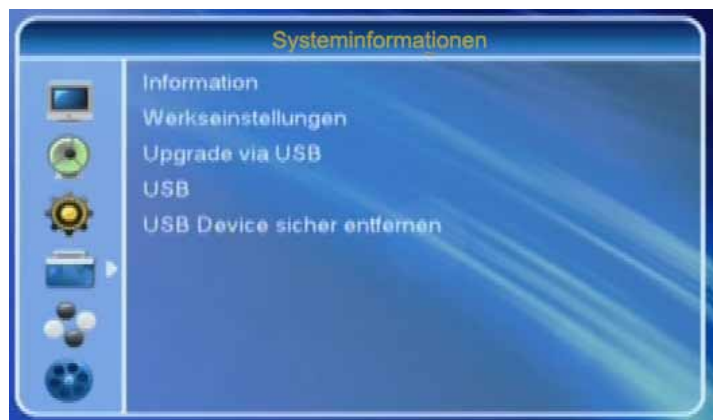 Systeminformationen
Information
Werkseinstellungen
Upgrade via USB
USB
USB Device sicher entfernen